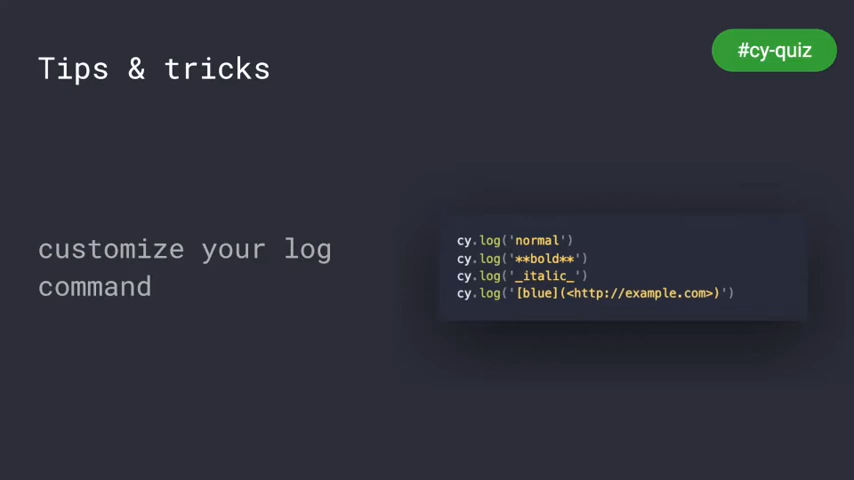 #cy-quiz
Tips & tricks
customize your log
command
cy.log('normal')
cy.log('**bold**')
cy.log('_italic_')
cy.log('[blue](<http://example.com>)')